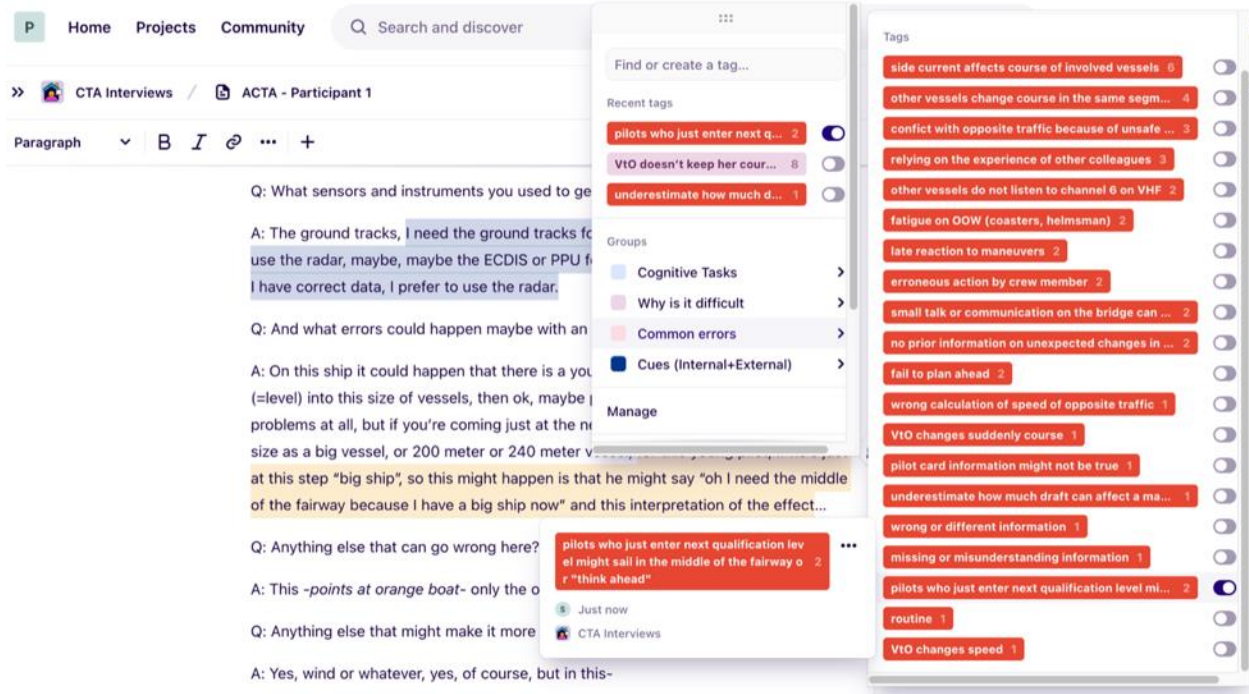 P Home Projects Community Search and discover
CTA Interviews / ACTA - Participant 1
Paragraph B I
Q: What sensors and instruments you used to ge
A: The ground tracks, I need the ground tracks fo
use the radar, maybe, maybe the ECDIS or PPU f
I have correct data, I prefer to use the radar.
Q: And what errors could happen maybe with an
A: On this ship it could happen that there is a you
(=level) into this size of vessels, then ok, maybe
problems at all, but if you're coming just at the ne
size as a big vessel, or 200 meter or 240 meter
at this step “big ship”, so this might happen is that he might say “oh I need the middle
of the fairway because I have a big ship now” and this interpretation of the effect...
Q: Anything else that can go wrong here?
A: This -points at orange boat- only the o
Q: Anything else that might make it more
A: Yes, wind or whatever, yes, of course, but in this-
Find or create a tag...
Recent tags
pilots who just enter next q... 2
VtO doesn't keep her cour... 8
underestimate how much d... 1
Groups
Cognitive Tasks
Why is it difficult
Common errors
Cues (Internal+External)
Manage
pilots who just enter next qualification lev
el might sail in the middle of the fairway o 2
r "think ahead"
s Just now
CTA Interviews
Tags
side current affects course of involved vessels 6
other vessels change course in the same segm... 4
confict with opposite traffic because of unsafe ... 3
relying on the experience of other colleagues 3
other vessels do not listen to channel 6 on VHF 2
fatigue on OOW (coasters, helmsman) 2
late reaction to maneuvers 2
erroneous action by crew member 2
small talk or communication on the bridge can ... 2
no prior information on unexpected changes in ... 2
fail to plan ahead 2
wrong calculation of speed of opposite traffic 1
VtO changes suddenly course 1
pilot card information might not be true 1
underestimate how much draft can affect a ma... 1
wrong or different information 1
missing or misunderstanding information 1
pilots who just enter next qualification level mi... 2
routine 1
VtO changes speed 1